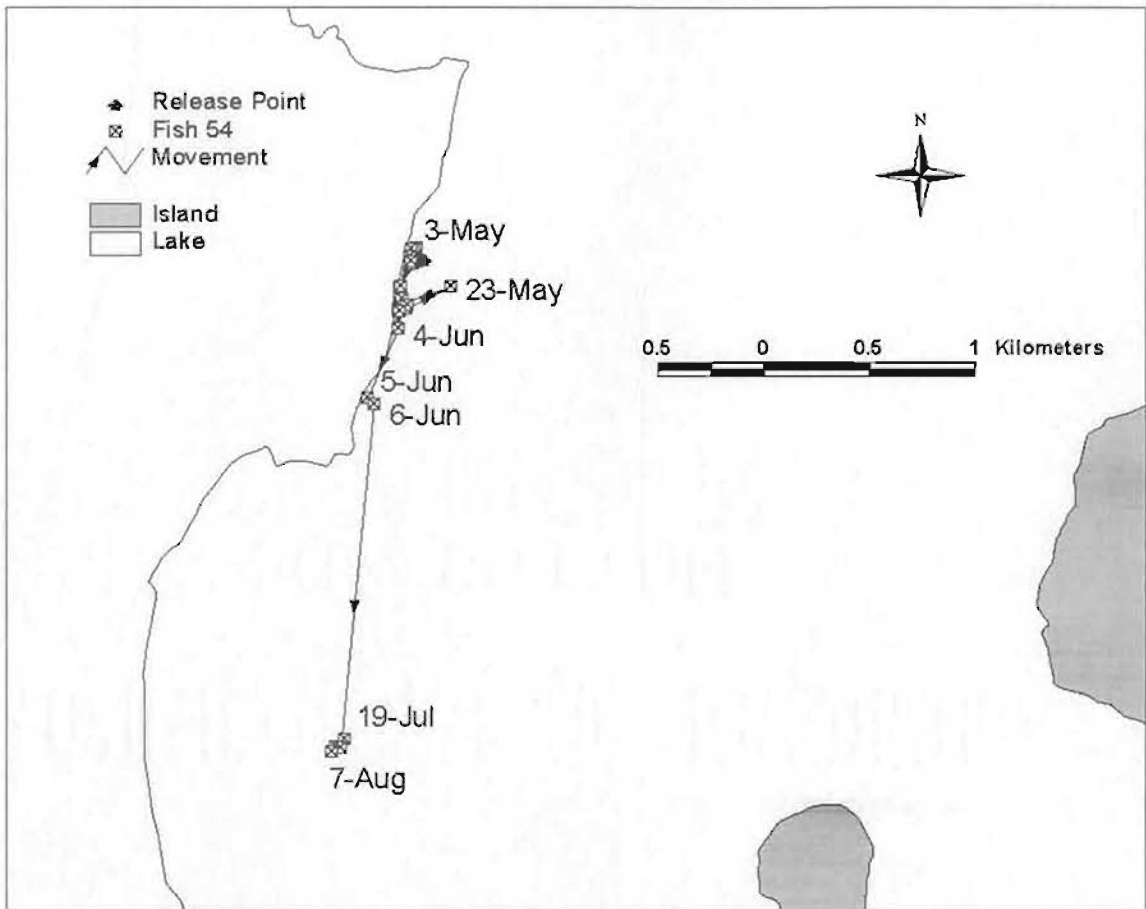 Release Point
Fish 54
Movement
Island
Lake
N
3-May
23-May
4-Jun
0.5 0 0.5 1 Kilometers
5-Jun
6-Jun
19-Jul
7-Aug